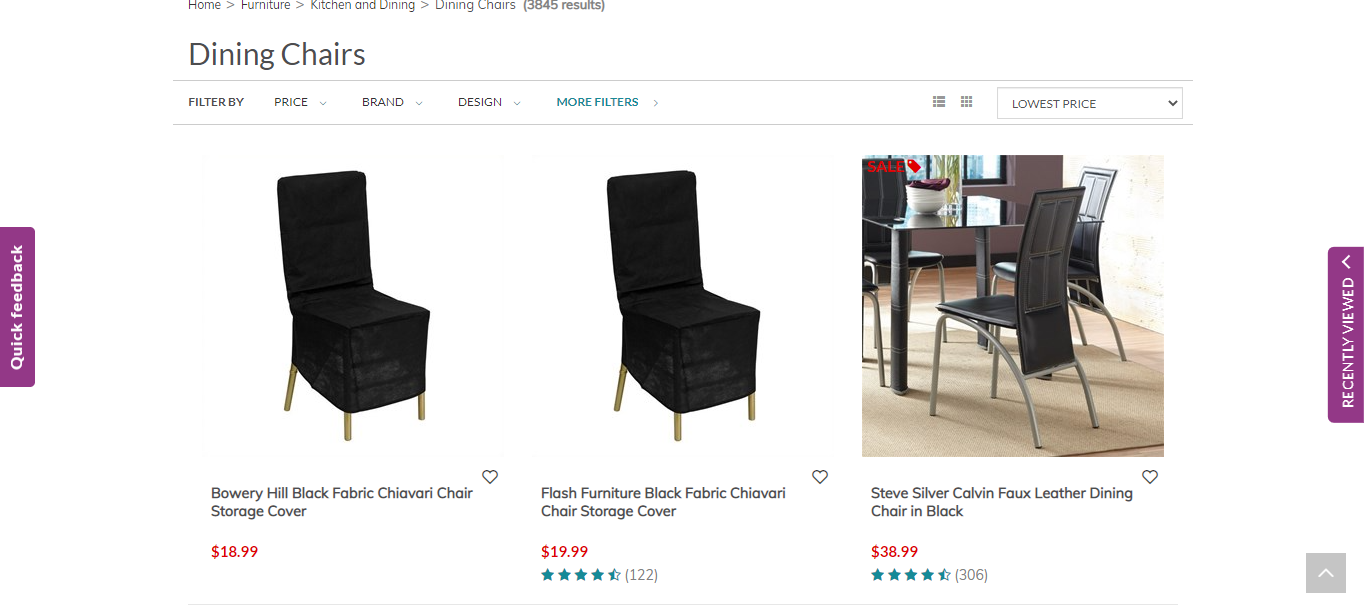 Home > Furniture > Kitchen and Dining > Dining Chairs (3845 results)
Dining Chairs
FILTER BY PRICE BRAND DESIGN MORE FILTERS LOWEST PRICE
SALE
Quick feedback
RECENTLY VIEWED
Bowery Hill Black Fabric Chiavari Chair
Storage Cover
$18.99
Flash Furniture Black Fabric Chiavari
Chair Storage Cover
$19.99
(122)
Steve Silver Calvin Faux Leather Dining
Chair in Black
$38.99
(306)